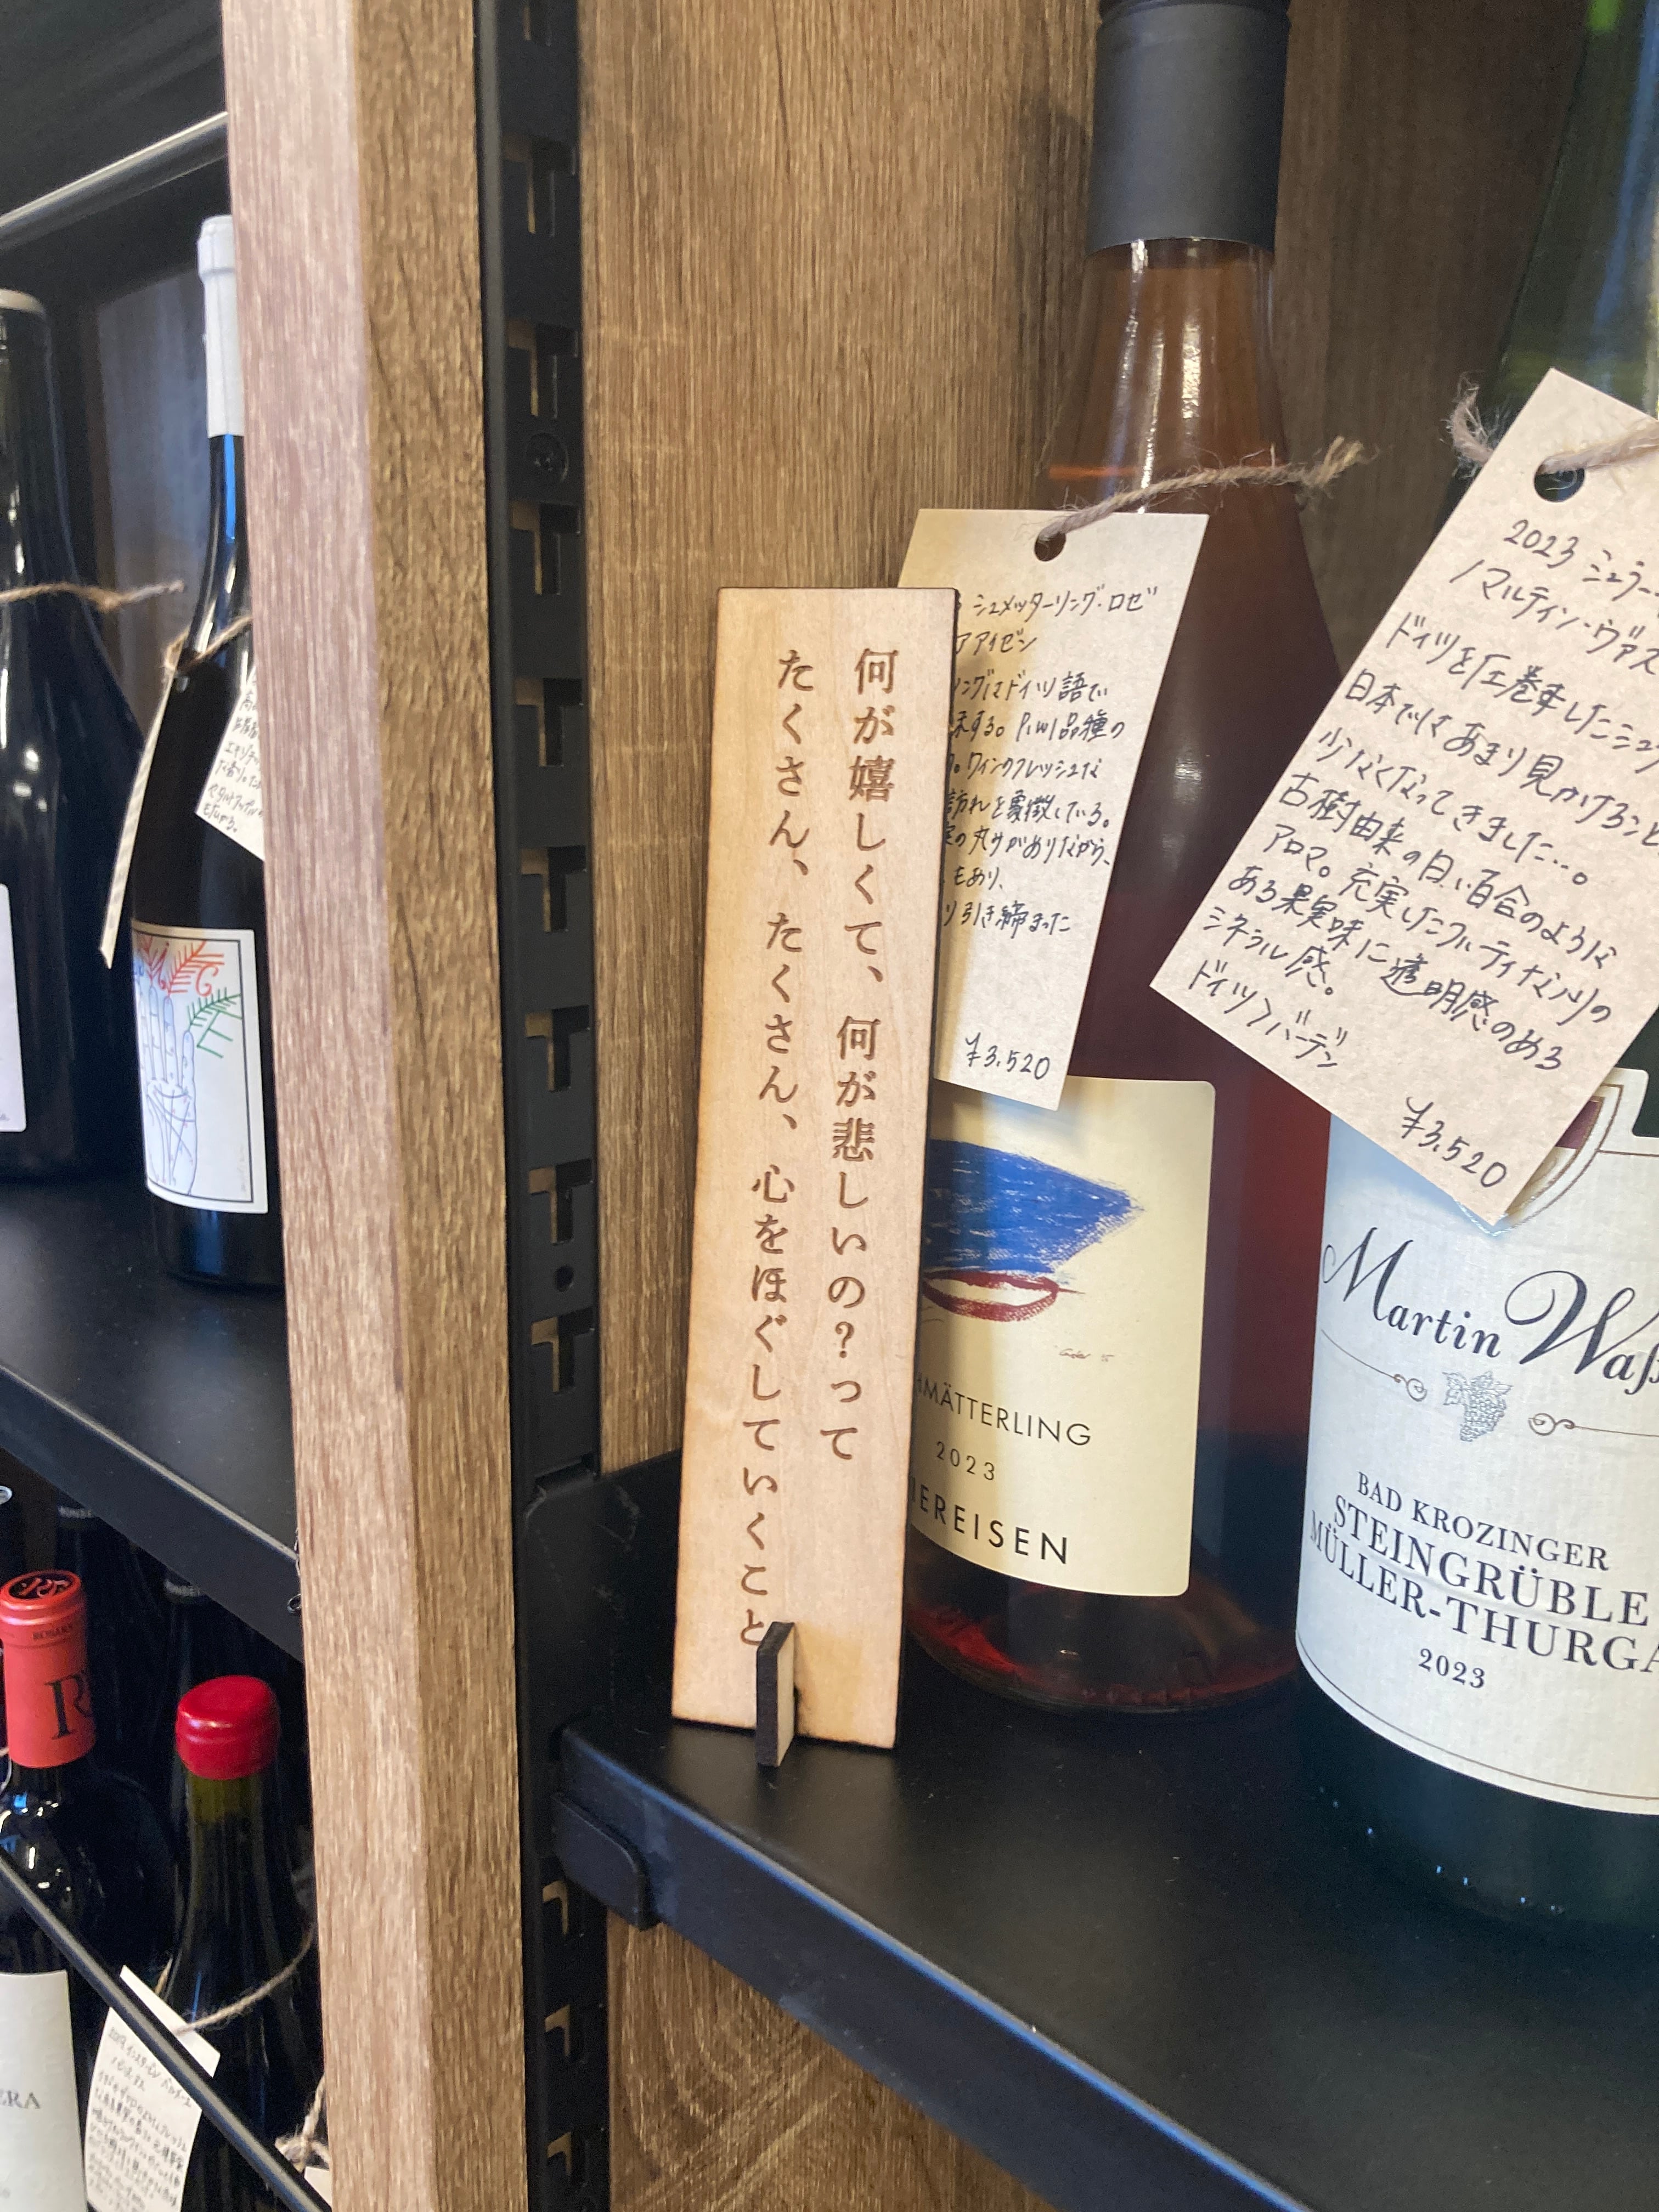 何が嬉しくて、何が悲しいの？って
たくさん、たくさん、心をほぐしていくこと
シュメッターリング・ロゼ
アアイゼン
ングはドイツ語で
する。Piwi品種の
ワインのフレッシュな
訪れを象徴している。
の丸サがありながら、
もあり、
り引き締まった
¥3,520
MÄTTERLING
2023
EREISEN
2023 ミュラー
/マルティン・ヴァス
ドイツを圧巻したミュ
日本ではあまり見かけること
少なくなってきました…。
古樹由来の白い百合のような
アロマ。充実したフルーティなノリの
ある果実味に透明感のある
ミネラル感。
ドイツ>バーデン
¥3,520
Martin Waß
BAD KROZINGER
STEINGRÜBLE
MÜLLER-THURGA
2023
ERA